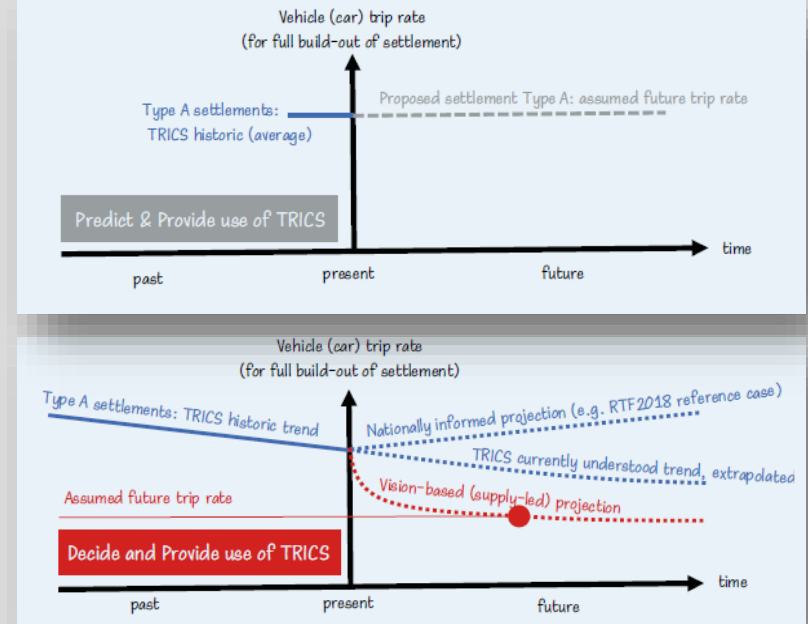 Vehicle (car) trip rate
(for full build-out of settlement)
Type A settlements:
TRICS historic (average)
Proposed settlement Type A: assumed future trip rate
Predict & Provide use of TRICS
time
past
present
future
Vehicle (car) trip rate
(for full build-out of settlement)
Type A settlements: TRICS historic trend
Nationally informed projection (e.g. RTF2018 reference case)
TRICS currently understood trend, extrapolated
Vision-based (supply-led) projection
Assumed future trip rate
Decide and Provide use of TRICS
time
past
present
future